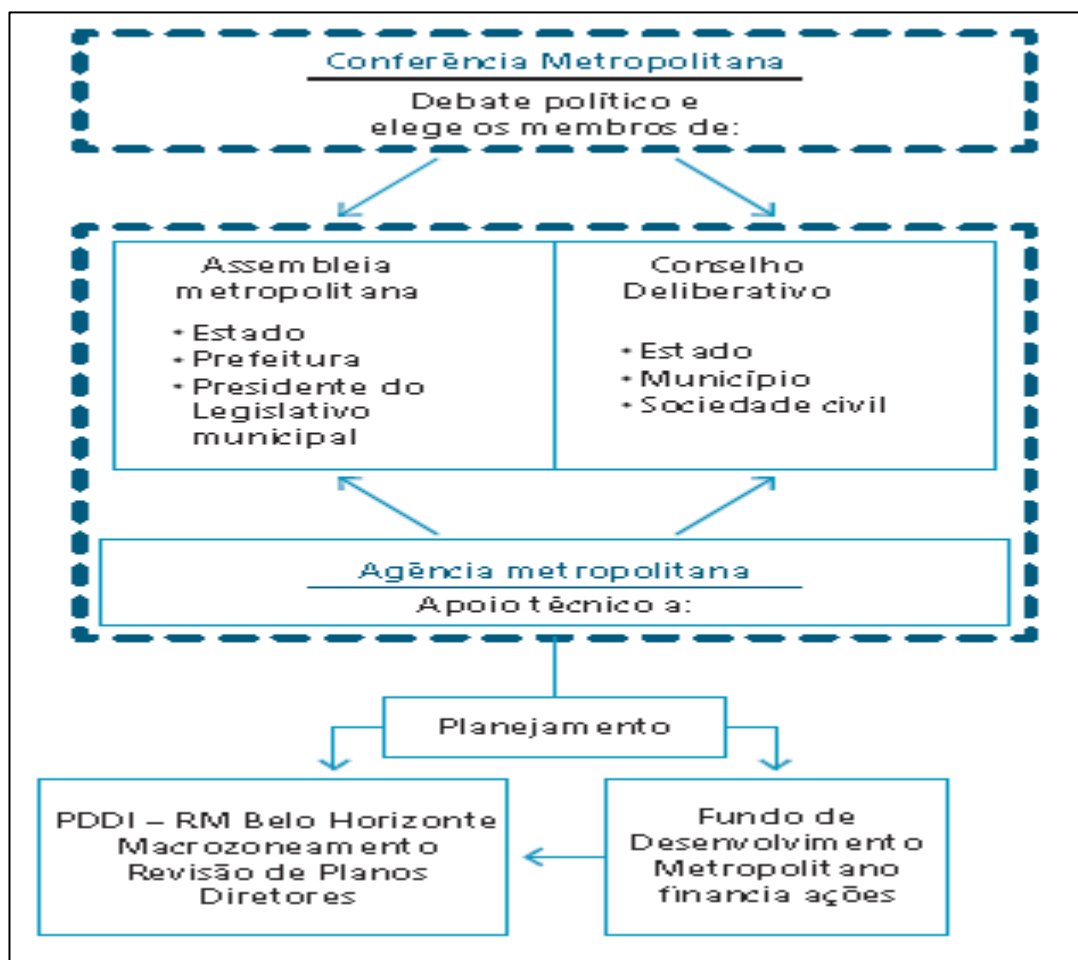 Conferência Metropolitana
Debate político e
elege os membros de:
Assembleia
metropolitana
• Estado
• Prefeitura
• Presidente do
Legislativo
municipal
Conselho
Deliberativo
• Estado
• Município
• Sociedade civil
Agência metropolitana
Apoio técnico a:
Planejamento
PDDI – RM Belo Horizonte
Macrozoneamento
Revisão de Planos
Diretores
Fundo de
Desenvolvimento
Metropolitano
financia ações